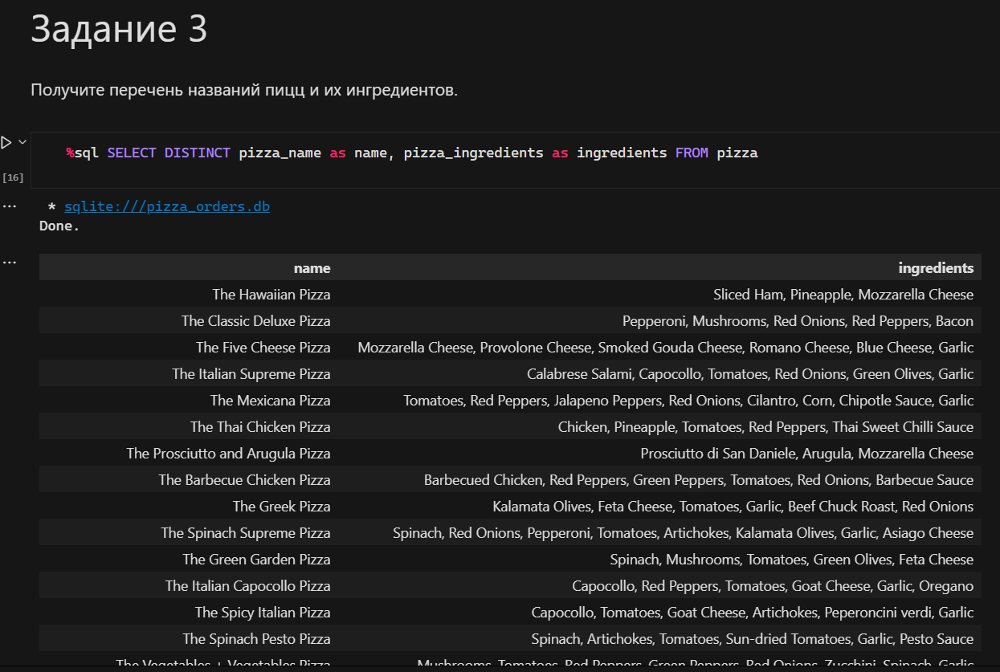 Задание 3
Получите перечень названий пицц и их ингредиентов.
%sql SELECT DISTINCT pizza_name as name, pizza_ingredients as ingredients FROM pizza
[16]
* sqlite:///pizza_orders.db
Done.
name ingredients
The Hawaiian Pizza Sliced Ham, Pineapple, Mozzarella Cheese
The Classic Deluxe Pizza Pepperoni, Mushrooms, Red Onions, Red Peppers, Bacon
The Five Cheese Pizza Mozzarella Cheese, Provolone Cheese, Smoked Gouda Cheese, Romano Cheese, Blue Cheese, Garlic
The Italian Supreme Pizza Calabrese Salami, Capocollo, Tomatoes, Red Onions, Green Olives, Garlic
The Mexicana Pizza Tomatoes, Red Peppers, Jalapeno Peppers, Red Onions, Cilantro, Corn, Chipotle Sauce, Garlic
The Thai Chicken Pizza Chicken, Pineapple, Tomatoes, Red Peppers, Thai Sweet Chilli Sauce
The Prosciutto and Arugula Pizza Prosciutto di San Daniele, Arugula, Mozzarella Cheese
The Barbecue Chicken Pizza Barbecued Chicken, Red Peppers, Green Peppers, Tomatoes, Red Onions, Barbecue Sauce
The Greek Pizza Kalamata Olives, Feta Cheese, Tomatoes, Garlic, Beef Chuck Roast, Red Onions
The Spinach Supreme Pizza Spinach, Red Onions, Pepperoni, Tomatoes, Artichokes, Kalamata Olives, Garlic, Asiago Cheese
The Green Garden Pizza Spinach, Mushrooms, Tomatoes, Green Olives, Feta Cheese
The Italian Capocollo Pizza Capocollo, Red Peppers, Tomatoes, Goat Cheese, Garlic, Oregano
The Spicy Italian Pizza Capocollo, Tomatoes, Goat Cheese, Artichokes, Peperoncini verdi, Garlic
The Spinach Pesto Pizza Spinach, Artichokes, Tomatoes, Sun-dried Tomatoes, Garlic, Pesto Sauce
The Vegetables + Vegetables Pizza Mushrooms, Tomatoes, Red Peppers, Green Peppers, Red Onions, Zucchini, Spinach, Garlic